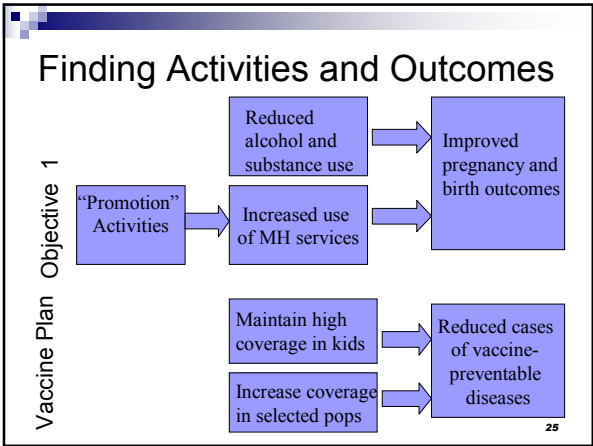 Finding Activities and Outcomes
Objective 1
"Promotion"
Activities
Reduced
alcohol and
substance use
Increased use
of MH services
Improved
pregnancy and
birth outcomes
Vaccine Plan
Maintain high
coverage in kids
Increase coverage
in selected pops
Reduced cases
of vaccine-
preventable
diseases
25